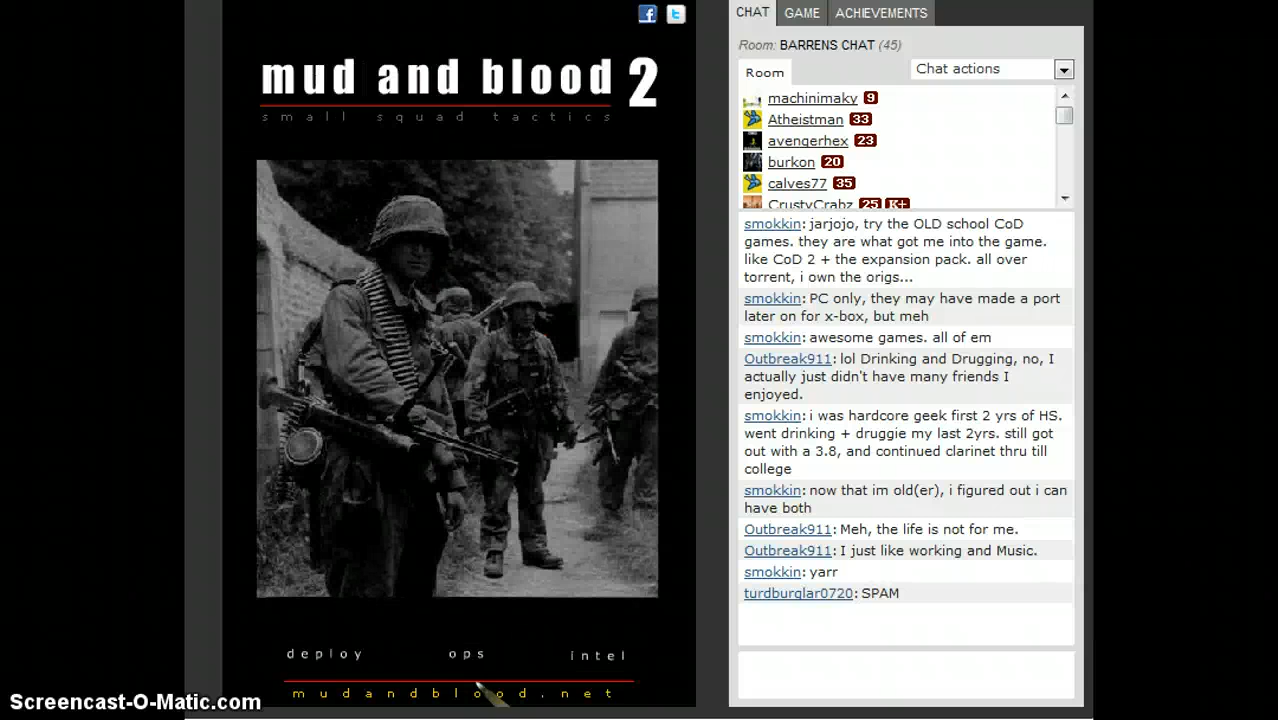 mud and blood 2
small squad tactics
deploy ops intel
mudandblood.net
CHAT GAME ACHIEVEMENTS
Room: BARRENS CHAT (45)
Room Chat actions
machinimaky 9
Atheistman 33
avengerhex 23
burkon 20
calves77 35
CrustyCrabz 25 K+
smokkin: jarjojo, try the OLD school CoD
games. they are what got me into the game.
like CoD 2 + the expansion pack. all over
torrent, i own the origs...
smokkin: PC only, they may have made a port
later on for x-box, but meh
smokkin: awesome games. all of em
Outbreak911: lol Drinking and Drugging, no, I
actually just didn't have many friends I
enjoyed.
smokkin: i was hardcore geek first 2 yrs of HS.
went drinking + druggie my last 2yrs. still got
out with a 3.8, and continued clarinet thru till
college
smokkin: now that im old(er), i figured out i can
have both
Outbreak911: Meh, the life is not for me.
Outbreak911: I just like working and Music.
smokkin: yarr
turdburglar0720: SPAM
Screencast-O-Matic.com